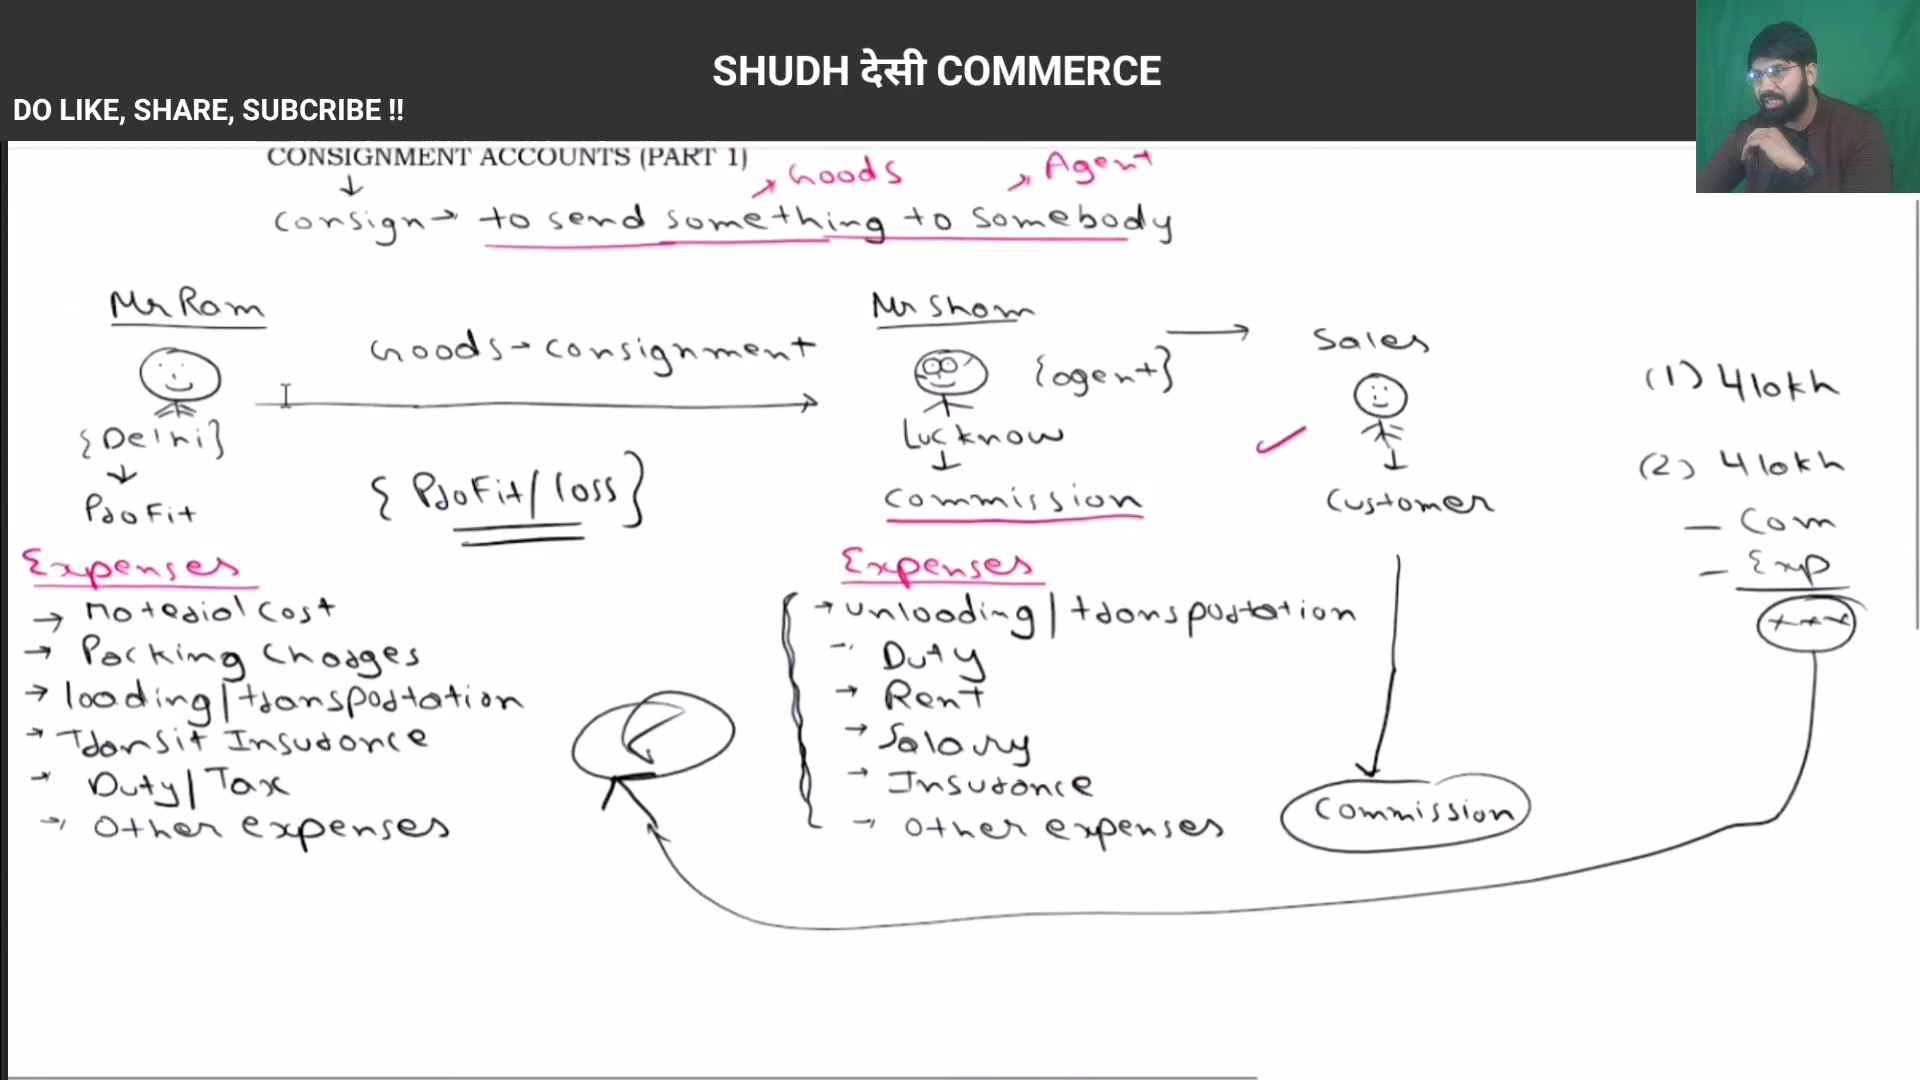 SHUDH देसी COMMERCE
DO LIKE, SHARE, SUBCRIBE !!
CONSIGNMENT ACCOUNTS (PART 1)
Goods
Agent
Consign → to send something to somebody
Mr Ram
Goods → consignment
{Delhi}
Profit
{Profit/loss}
Mr Sham
{agent}
Lucknow
Commission
Sales
Customer
(1) 4 lakh
(2) 4 lakh
- Com
- Exp
xxx
Expenses
→ Material Cost
→ Packing Charges
→ loading/transportation
→ Transit Insurance
→ Duty/Tax
→ Other expenses
Expenses
→ unloading/transportation
→ Duty
→ Rent
→ Salary
→ Insurance
→ Other expenses
Commission